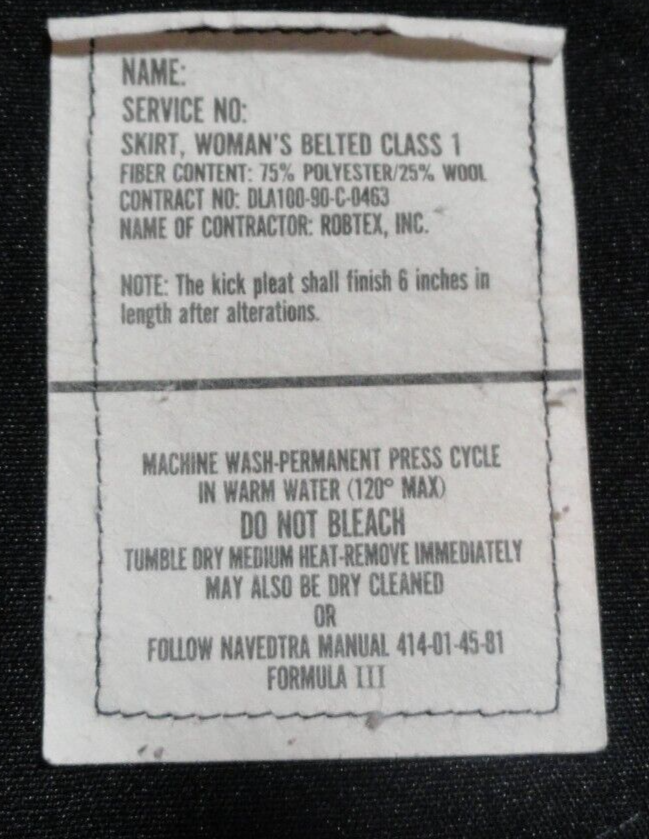 NAME:
SERVICE NO:
SKIRT, WOMAN'S BELTED CLASS 1
FIBER CONTENT: 75% POLYESTER/25% WOOL
CONTRACT NO: DLA100-90-C-0463
NAME OF CONTRACTOR: ROBTEX, INC.
NOTE: The kick pleat shall finish 6 inches in
length after alterations.
MACHINE WASH-PERMANENT PRESS CYCLE
IN WARM WATER (120° MAX)
DO NOT BLEACH
TUMBLE DRY MEDIUM HEAT-REMOVE IMMEDIATELY
MAY ALSO BE DRY CLEANED
OR
FOLLOW NAVEDTRA MANUAL 414-01-45-81
FORMULA III